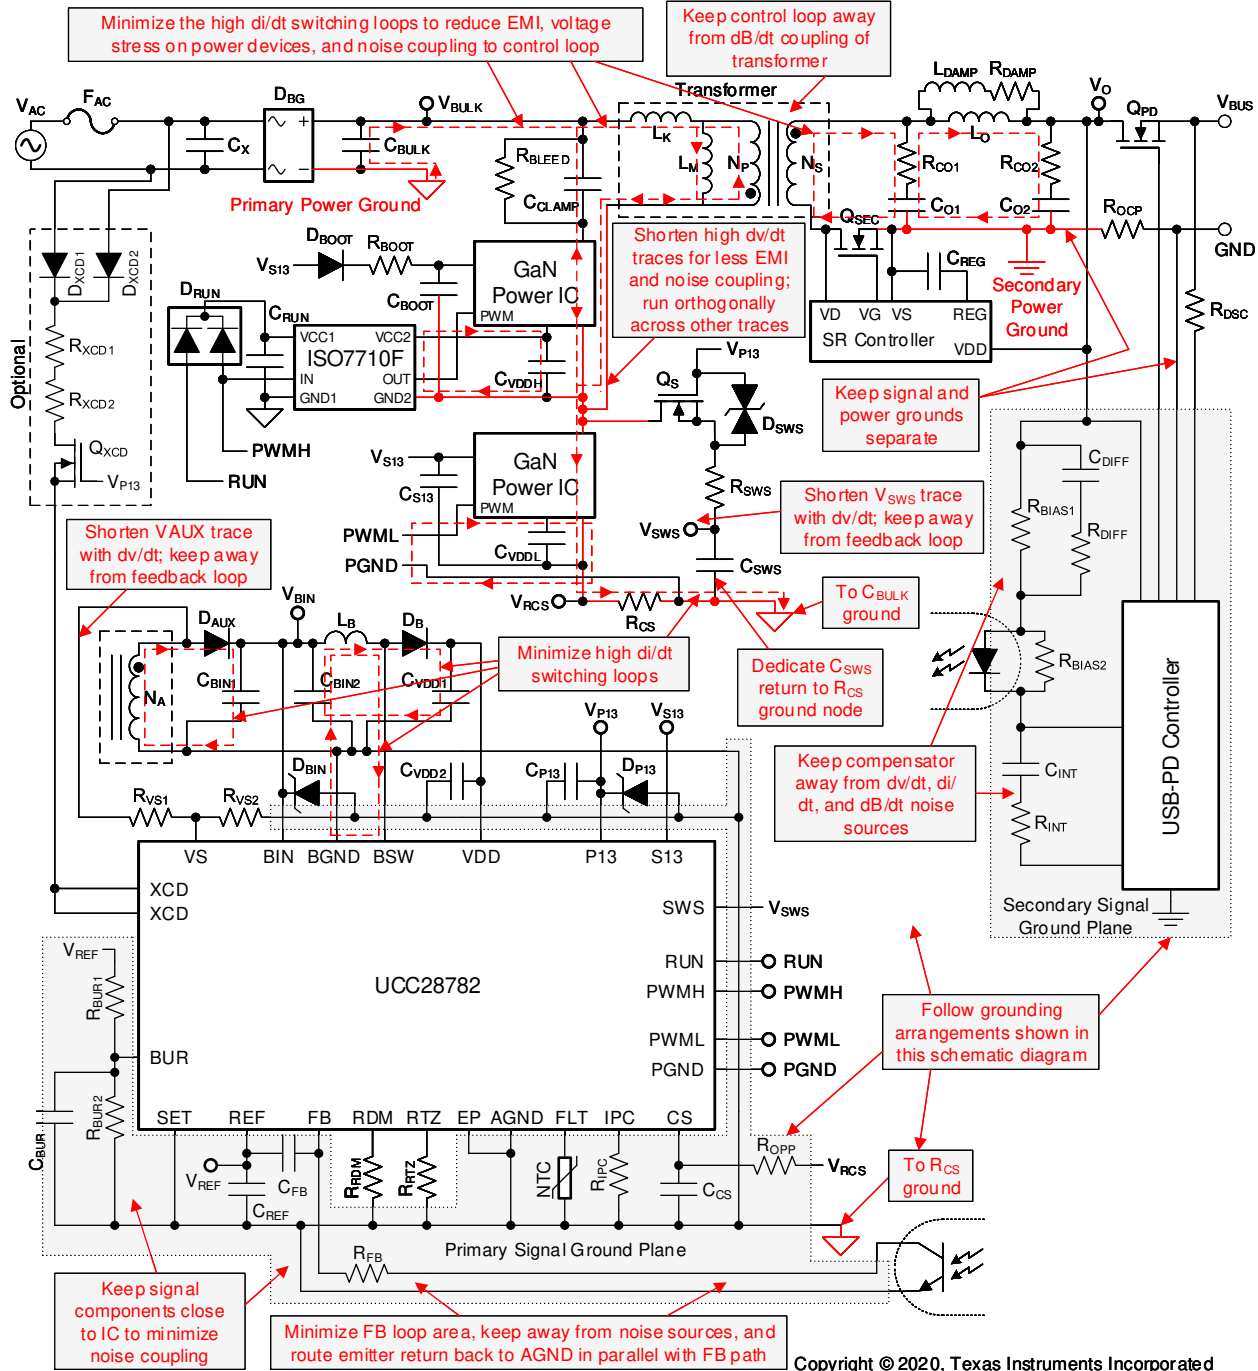 Minimize the high di/dt switching loops to reduce EMI, voltage
stress on power devices, and noise coupling to control loop
Keep control loop away
from dB/dt coupling of
transformer
LDAMP
RDAMP
VAC
FAC
DBG
VBULK
Transformer
VO
QPD
VBUS
CX
CBULK
RBLEED
CCLAMP
LK
LM
NP
NS
LO
RCO1
RCO2
CO1
CO2
ROCP
GND
Primary Power Ground
QSEC
DBOOT
RBOOT
VS13
CBOOT
GaN
Power IC
PWM
Shorten high dv/dt
traces for less EMI
and noise coupling;
run orthogonally
across other traces
CREG
Secondary
Power
Ground
RDSC
DXCD1
DXCD2
DRUN
CRUN
VCC1
VCC2
ISO7710F
IN
OUT
GND1
GND2
CVDDH
VD
VG
VS
REG
SR Controller
VDD
Optional
RXCD1
RXCD2
QXCD
VP13
PWMH
RUN
VP13
QS
DSWS
Keep signal and
power grounds
separate
VS13
CS13
GaN
Power IC
PWM
RSWS
CDIFF
RBIAS1
RDIFF
Shorten VAUX trace
with dv/dt; keep away
from feedback loop
PWML
PGND
CVDDL
VSWS
Shorten VSWS trace
with dv/dt; keep away
from feedback loop
CSWS
VRCS
RCS
To CBULK
ground
VBIN
DAUX
LB
DB
NA
CBIN1
CBIN2
CVDD1
Minimize high di/dt
switching loops
Dedicate CSWS
return to RCS
ground node
RBIAS2
USB-PD Controller
VP13
VS13
DBIN
CVDD2
CP13
DP13
RVS1
RVS2
Keep compensator
away from dv/dt, di/
dt, and dB/dt noise
sources
CINT
RINT
VS
BIN
BGND
BSW
VDD
P13
S13
XCD
XCD
SWS
VSWS
Secondary Signal
Ground Plane
VREF
RBUR1
UCC28782
RUN
RUN
PWMH
PWMH
PWML
PWML
PGND
PGND
Follow grounding
arrangements shown in
this schematic diagram
BUR
CBUR
RBUR2
SET
REF
FB
RDM
RTZ
EP
AGND
FLT
IPC
CS
VREF
CFB
CREF
RRDM
RRTZ
NTC
RIPC
CCS
ROPP
VRCS
To RCS
ground
Primary Signal Ground Plane
RFB
Keep signal
components close
to IC to minimize
noise coupling
Minimize FB loop area, keep away from noise sources, and
route emitter return back to AGND in parallel with FB path
Copyright © 2020, Texas Instruments Incorporated